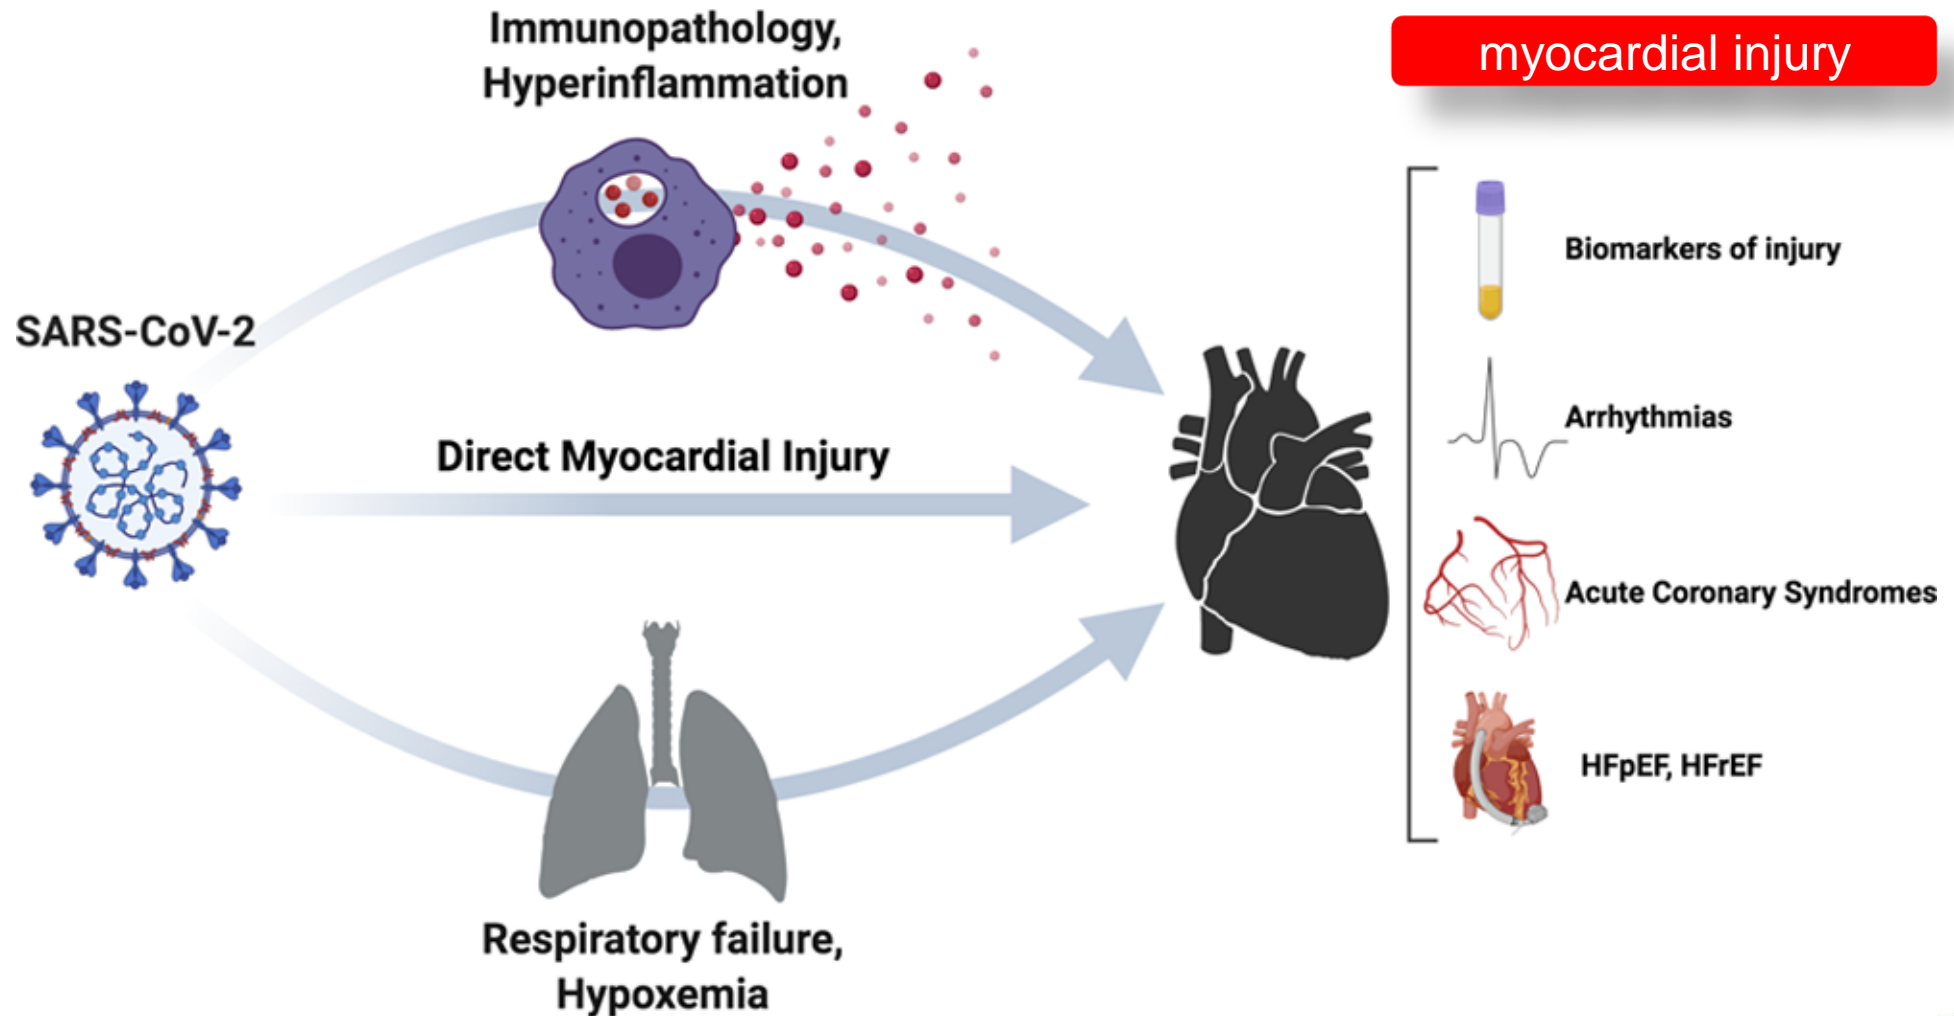 Immunopathology,
Hyperinflammation
myocardial injury
SARS-CoV-2
Direct Myocardial Injury
Respiratory failure,
Hypoxemia
Biomarkers of injury
Arrhythmias
Acute Coronary Syndromes
HFpEF, HFrEF